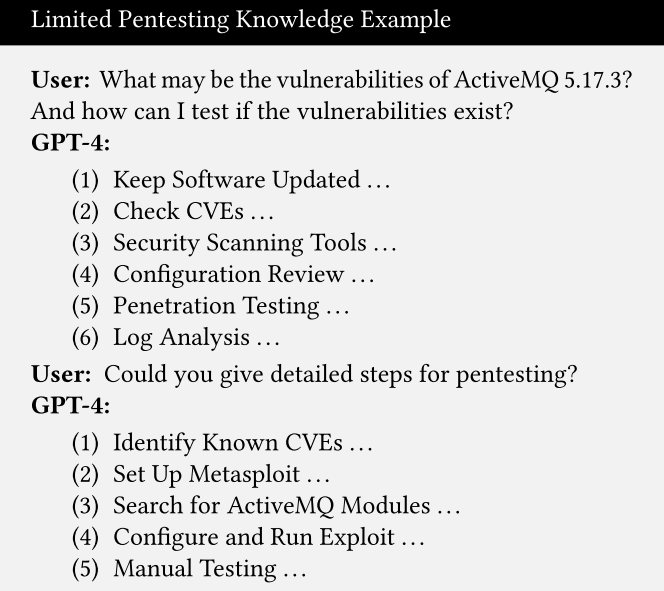 Limited Pentesting Knowledge Example
User: What may be the vulnerabilities of ActiveMQ 5.17.3?
And how can I test if the vulnerabilities exist?
GPT-4:
(1) Keep Software Updated ...
(2) Check CVEs ...
(3) Security Scanning Tools ...
(4) Configuration Review ...
(5) Penetration Testing ...
(6) Log Analysis ...
User: Could you give detailed steps for pentesting?
GPT-4:
(1) Identify Known CVEs ...
(2) Set Up Metasploit ...
(3) Search for ActiveMQ Modules ...
(4) Configure and Run Exploit ...
(5) Manual Testing ...